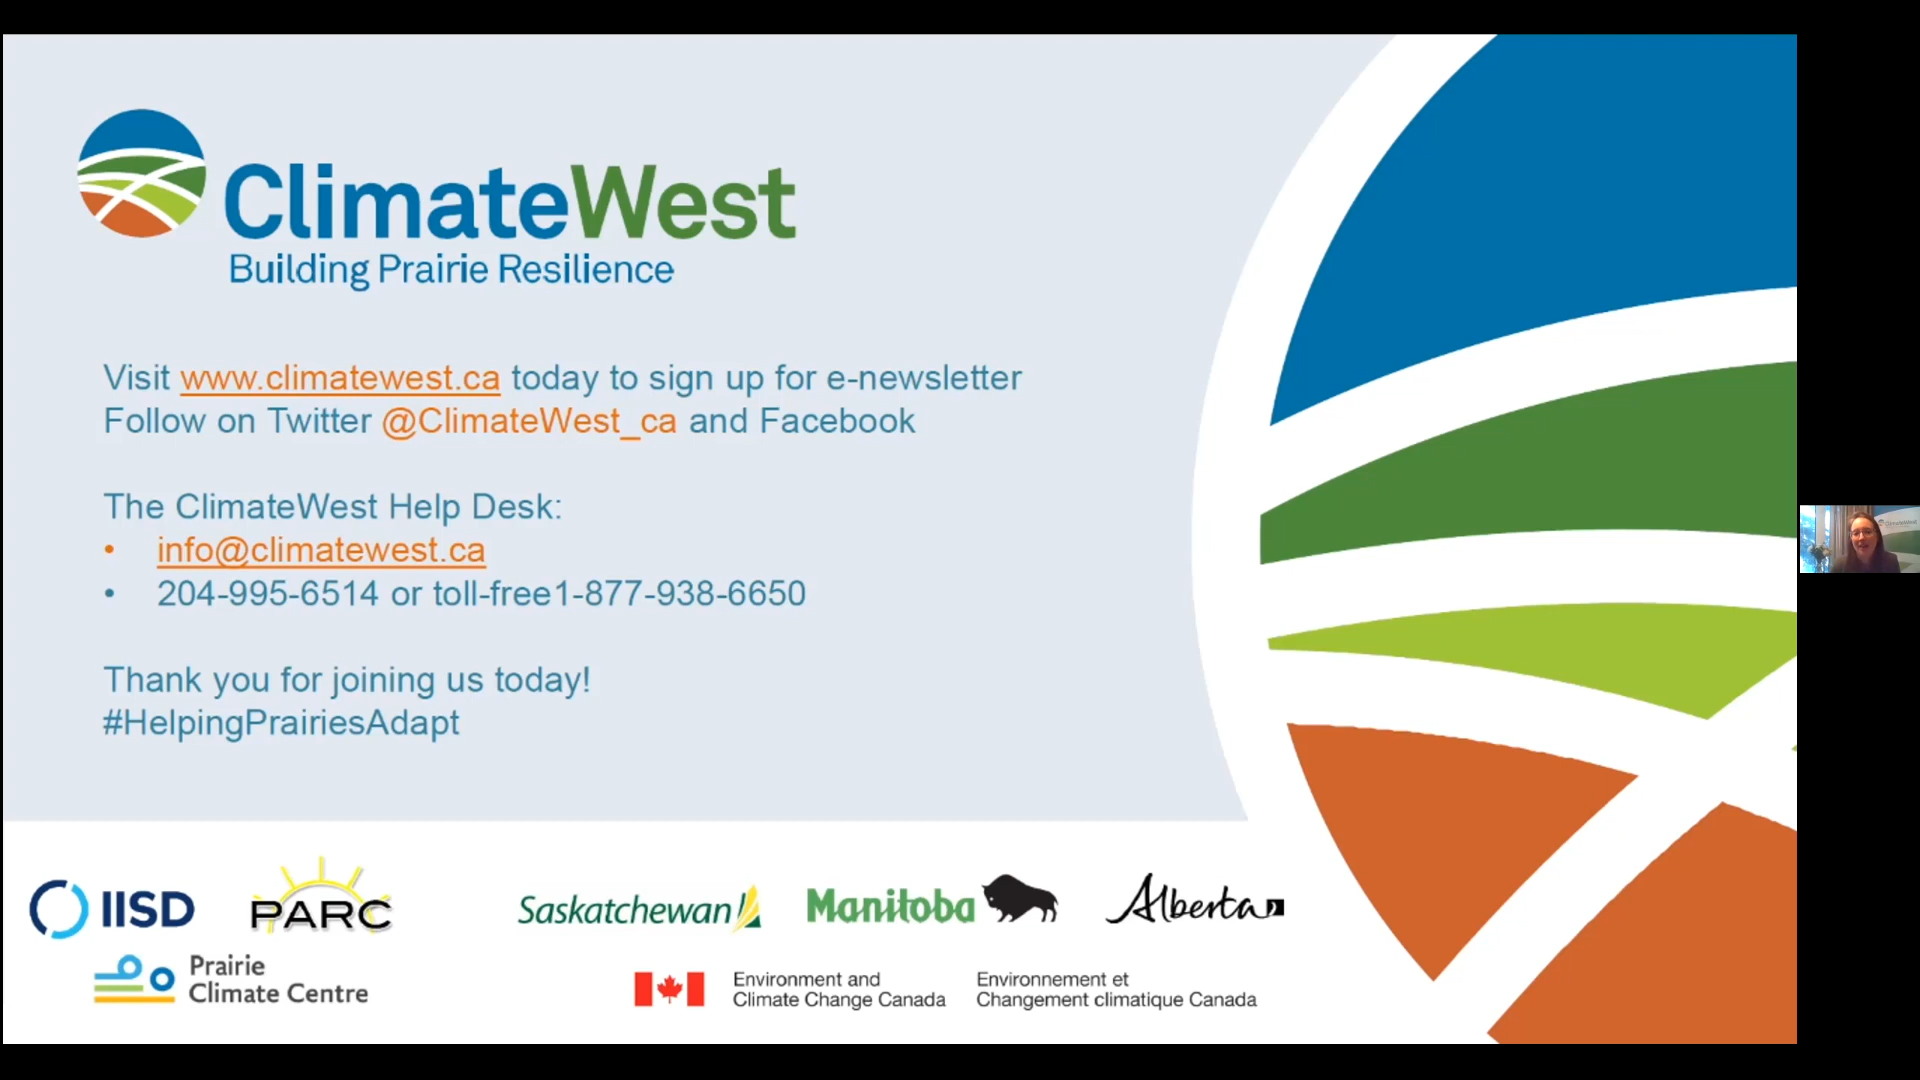 ClimateWest
Building Prairie Resilience
Visit www.climatewest.ca today to sign up for e-newsletter
Follow on Twitter @ClimateWest_ca and Facebook
The ClimateWest Help Desk:
• info@climatewest.ca
• 204-995-6514 or toll-free1-877-938-6650
Thank you for joining us today!
#HelpingPrairiesAdapt
IISD
PARC
Saskatchewan
Manitoba
Alberta
Prairie
Climate Centre
Environment and
Climate Change Canada
Environnement et
Changement climatique Canada
ClimateWest